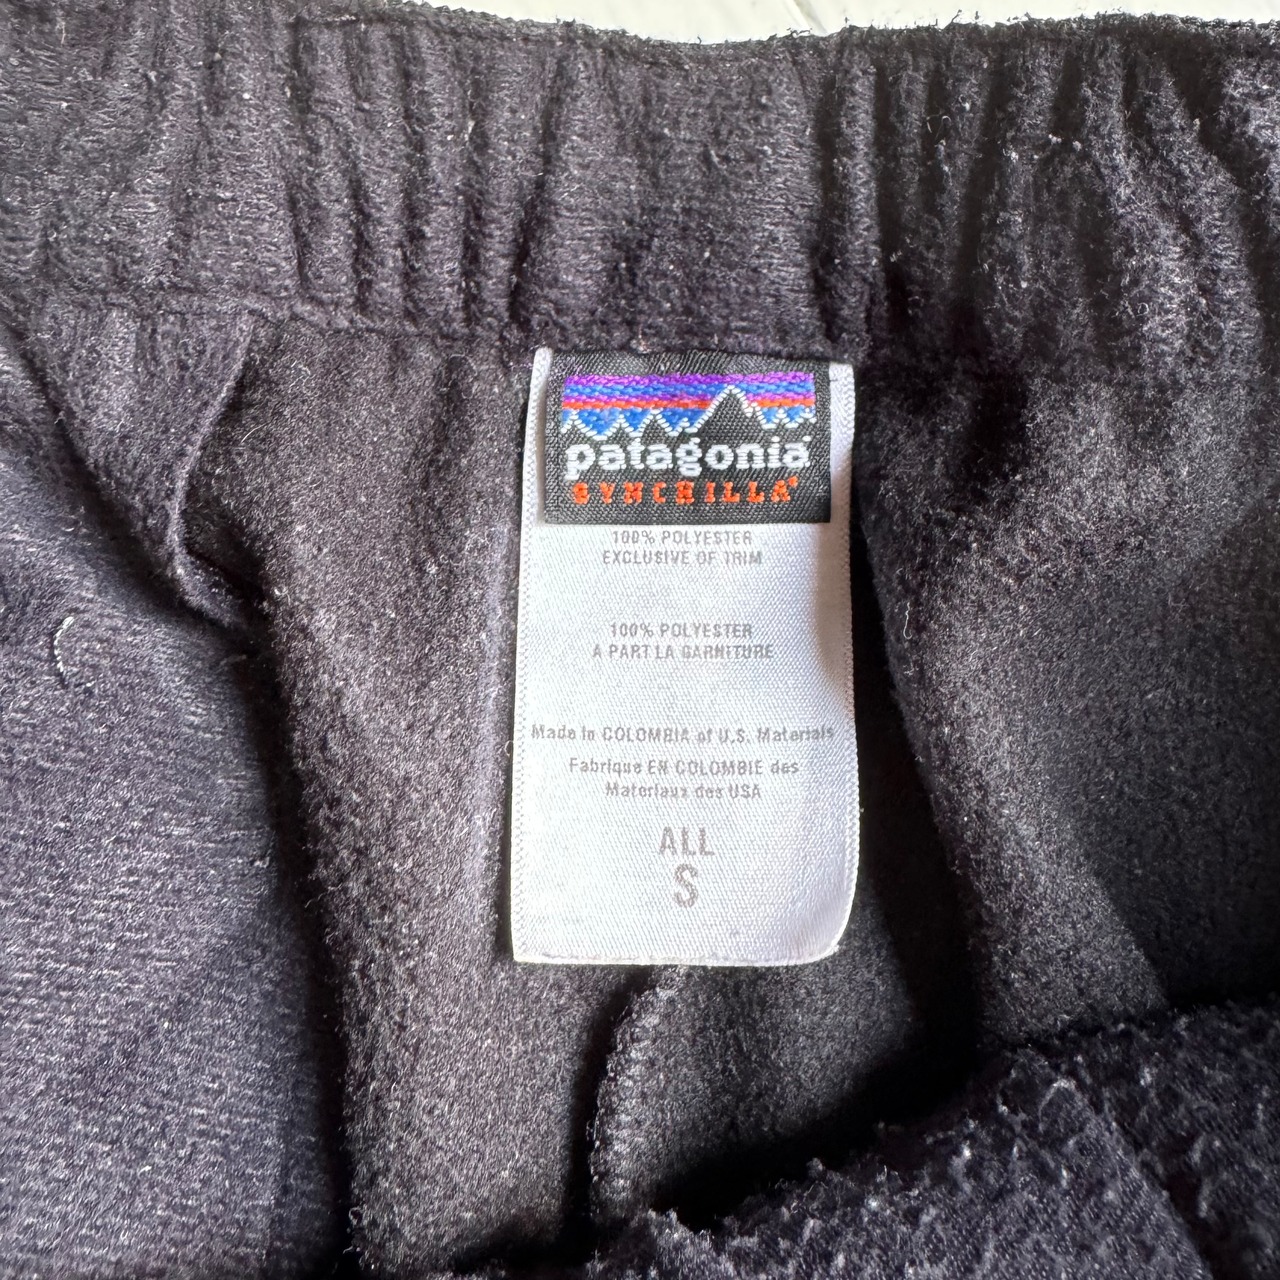 patagonia
SYNCHILLA®
100% POLYESTER
EXCLUSIVE OF TRIM
100% POLYESTER
A PART LA GARNITURE
Made in COLOMBIA of U.S. Materials
Fabrique EN COLOMBIE des
Materiaux des USA
ALL
S